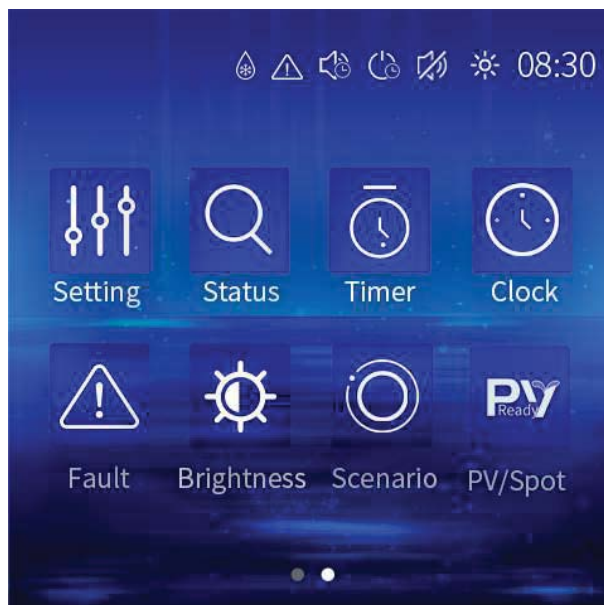 08:30
Setting Status Timer Clock
PV
Ready
Fault Brightness Scenario PV/Spot